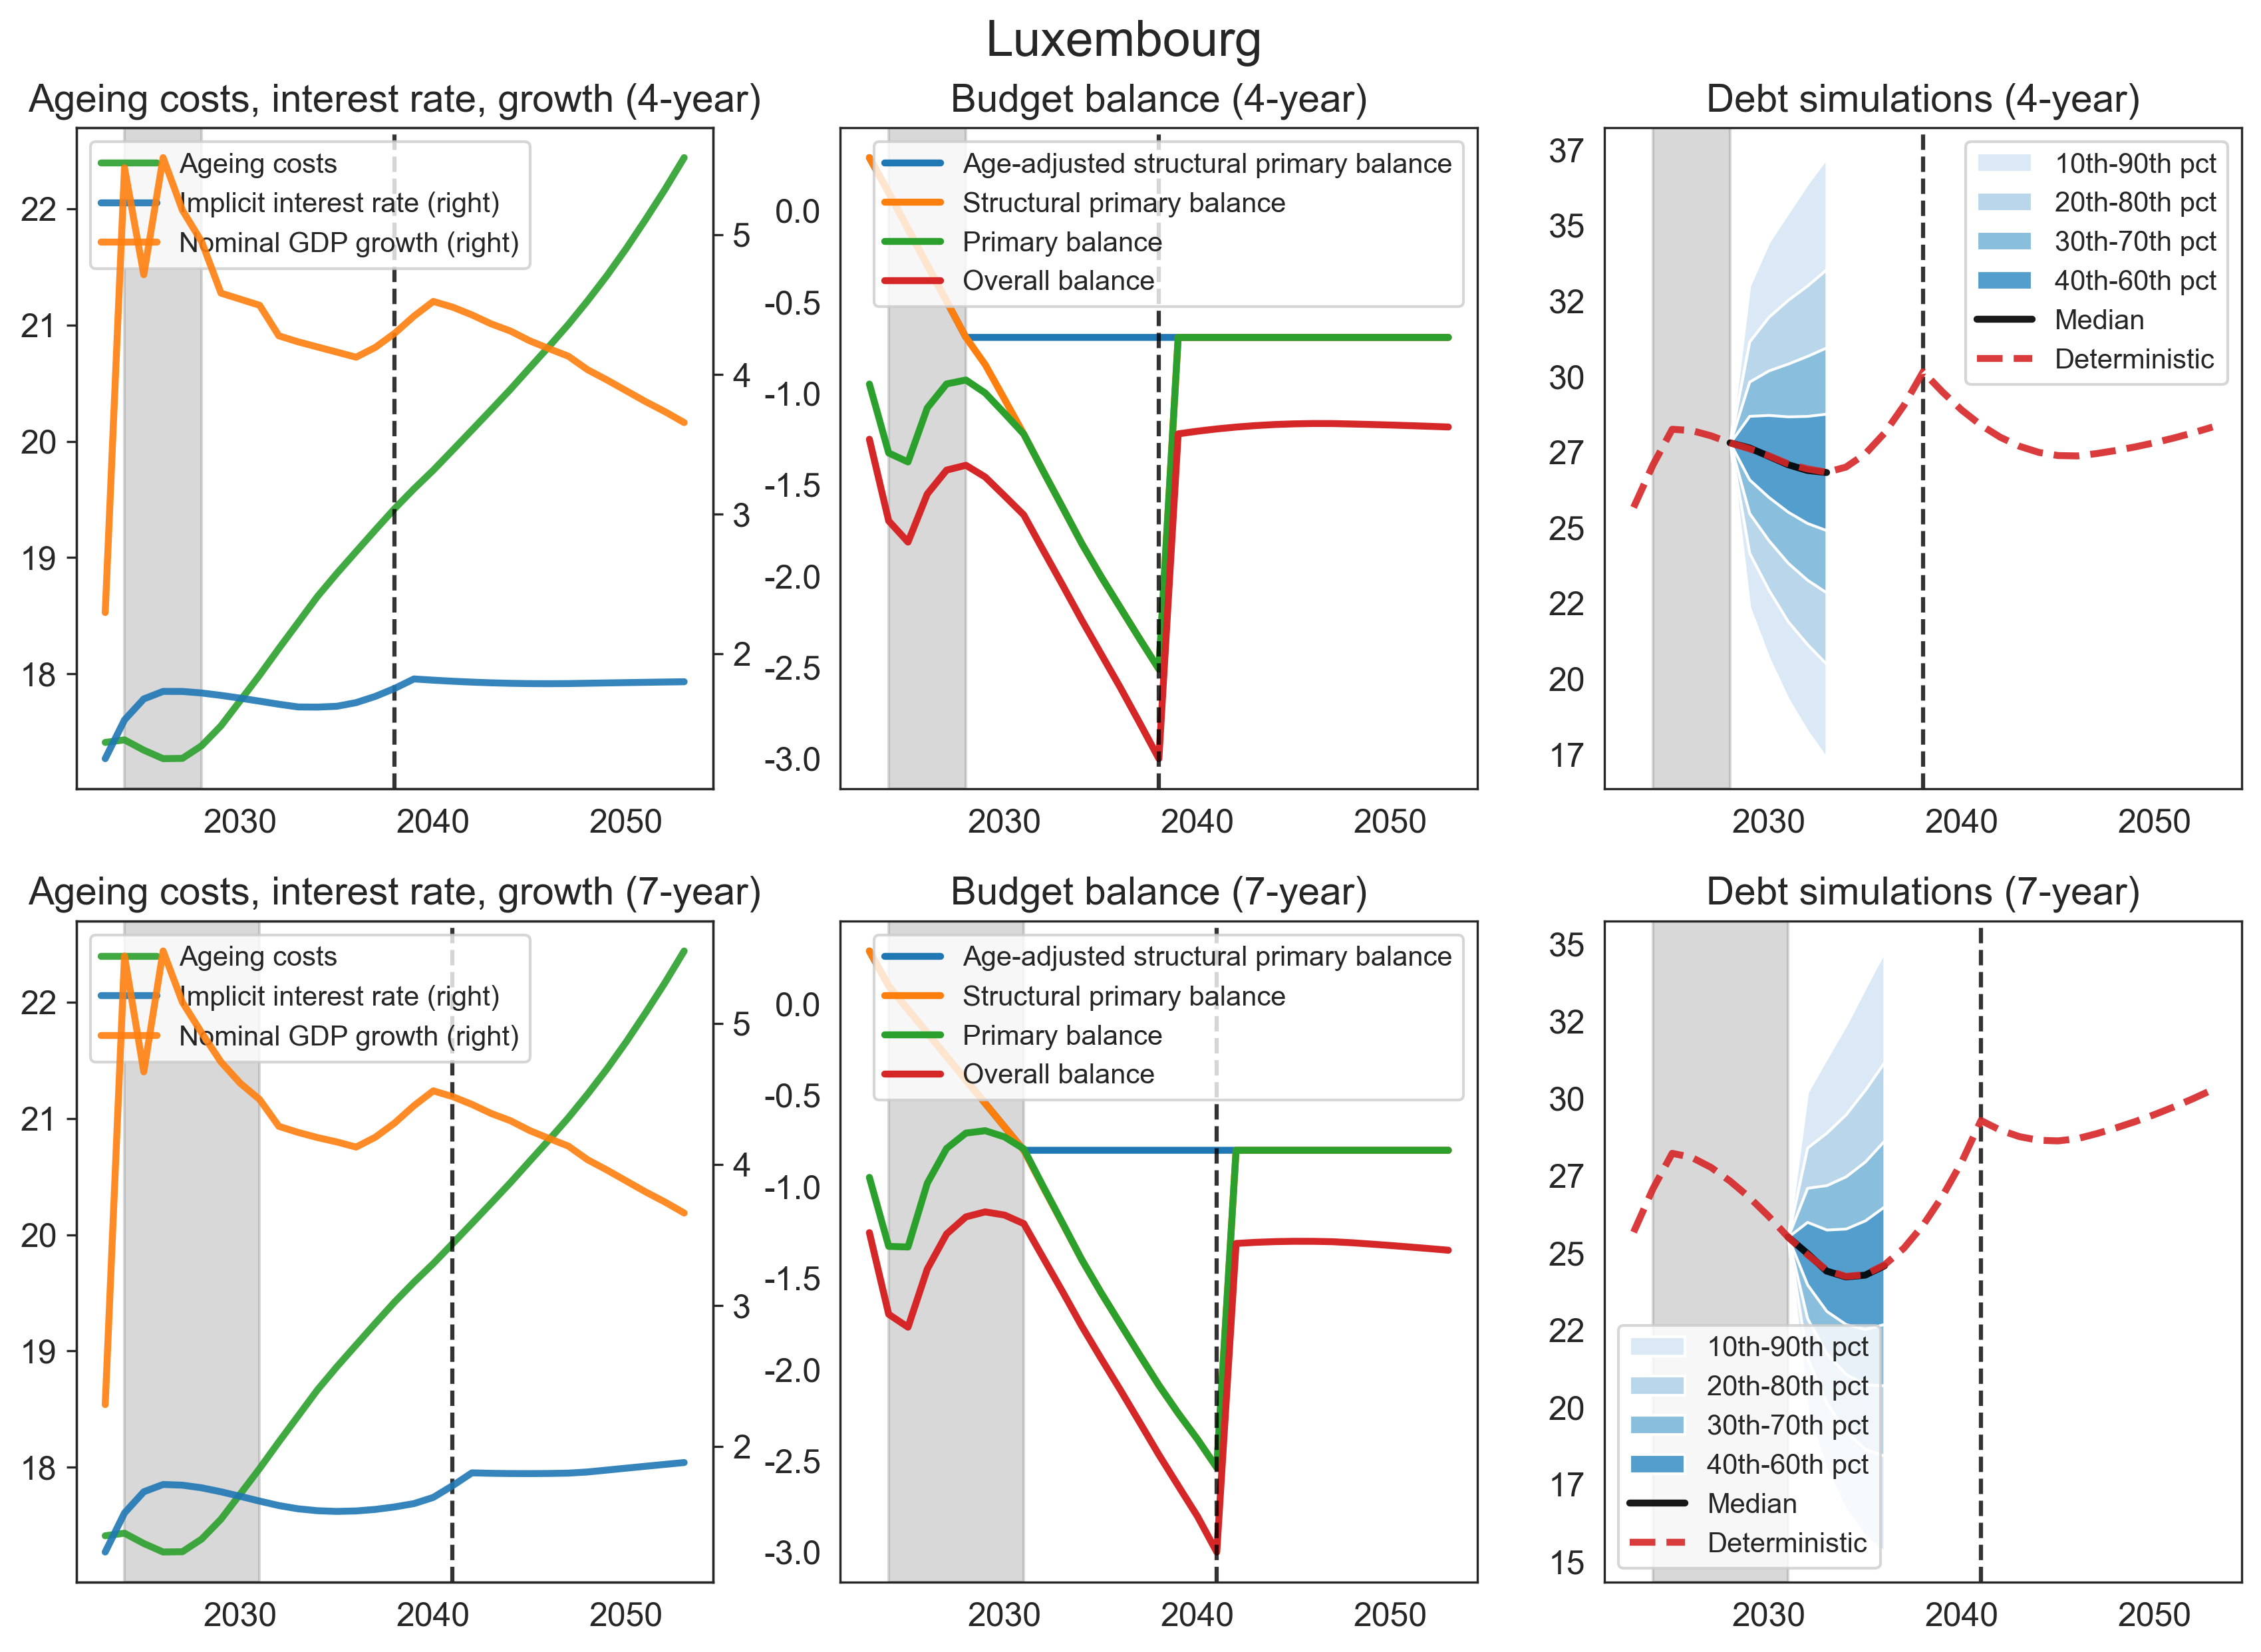 Luxembourg
Ageing costs, interest rate, growth (4-year)
Ageing costs
Implicit interest rate (right)
Nominal GDP growth (right)
22
21
20
19
18
5
4
3
2
2030
2040
2050
Budget balance (4-year)
Age-adjusted structural primary balance
Structural primary balance
Primary balance
Overall balance
0.0
-0.5
-1.0
-1.5
-2.0
-2.5
-3.0
2030
2040
2050
Debt simulations (4-year)
10th-90th pct
20th-80th pct
30th-70th pct
40th-60th pct
Median
Deterministic
37
35
32
30
27
25
22
20
17
2030
2040
2050
Ageing costs, interest rate, growth (7-year)
Ageing costs
Implicit interest rate (right)
Nominal GDP growth (right)
22
21
20
19
18
5
4
3
2
2030
2040
2050
Budget balance (7-year)
Age-adjusted structural primary balance
Structural primary balance
Primary balance
Overall balance
0.0
-0.5
-1.0
-1.5
-2.0
-2.5
-3.0
2030
2040
2050
Debt simulations (7-year)
35
32
30
27
25
22
20
17
15
10th-90th pct
20th-80th pct
30th-70th pct
40th-60th pct
Median
Deterministic
2030
2040
2050